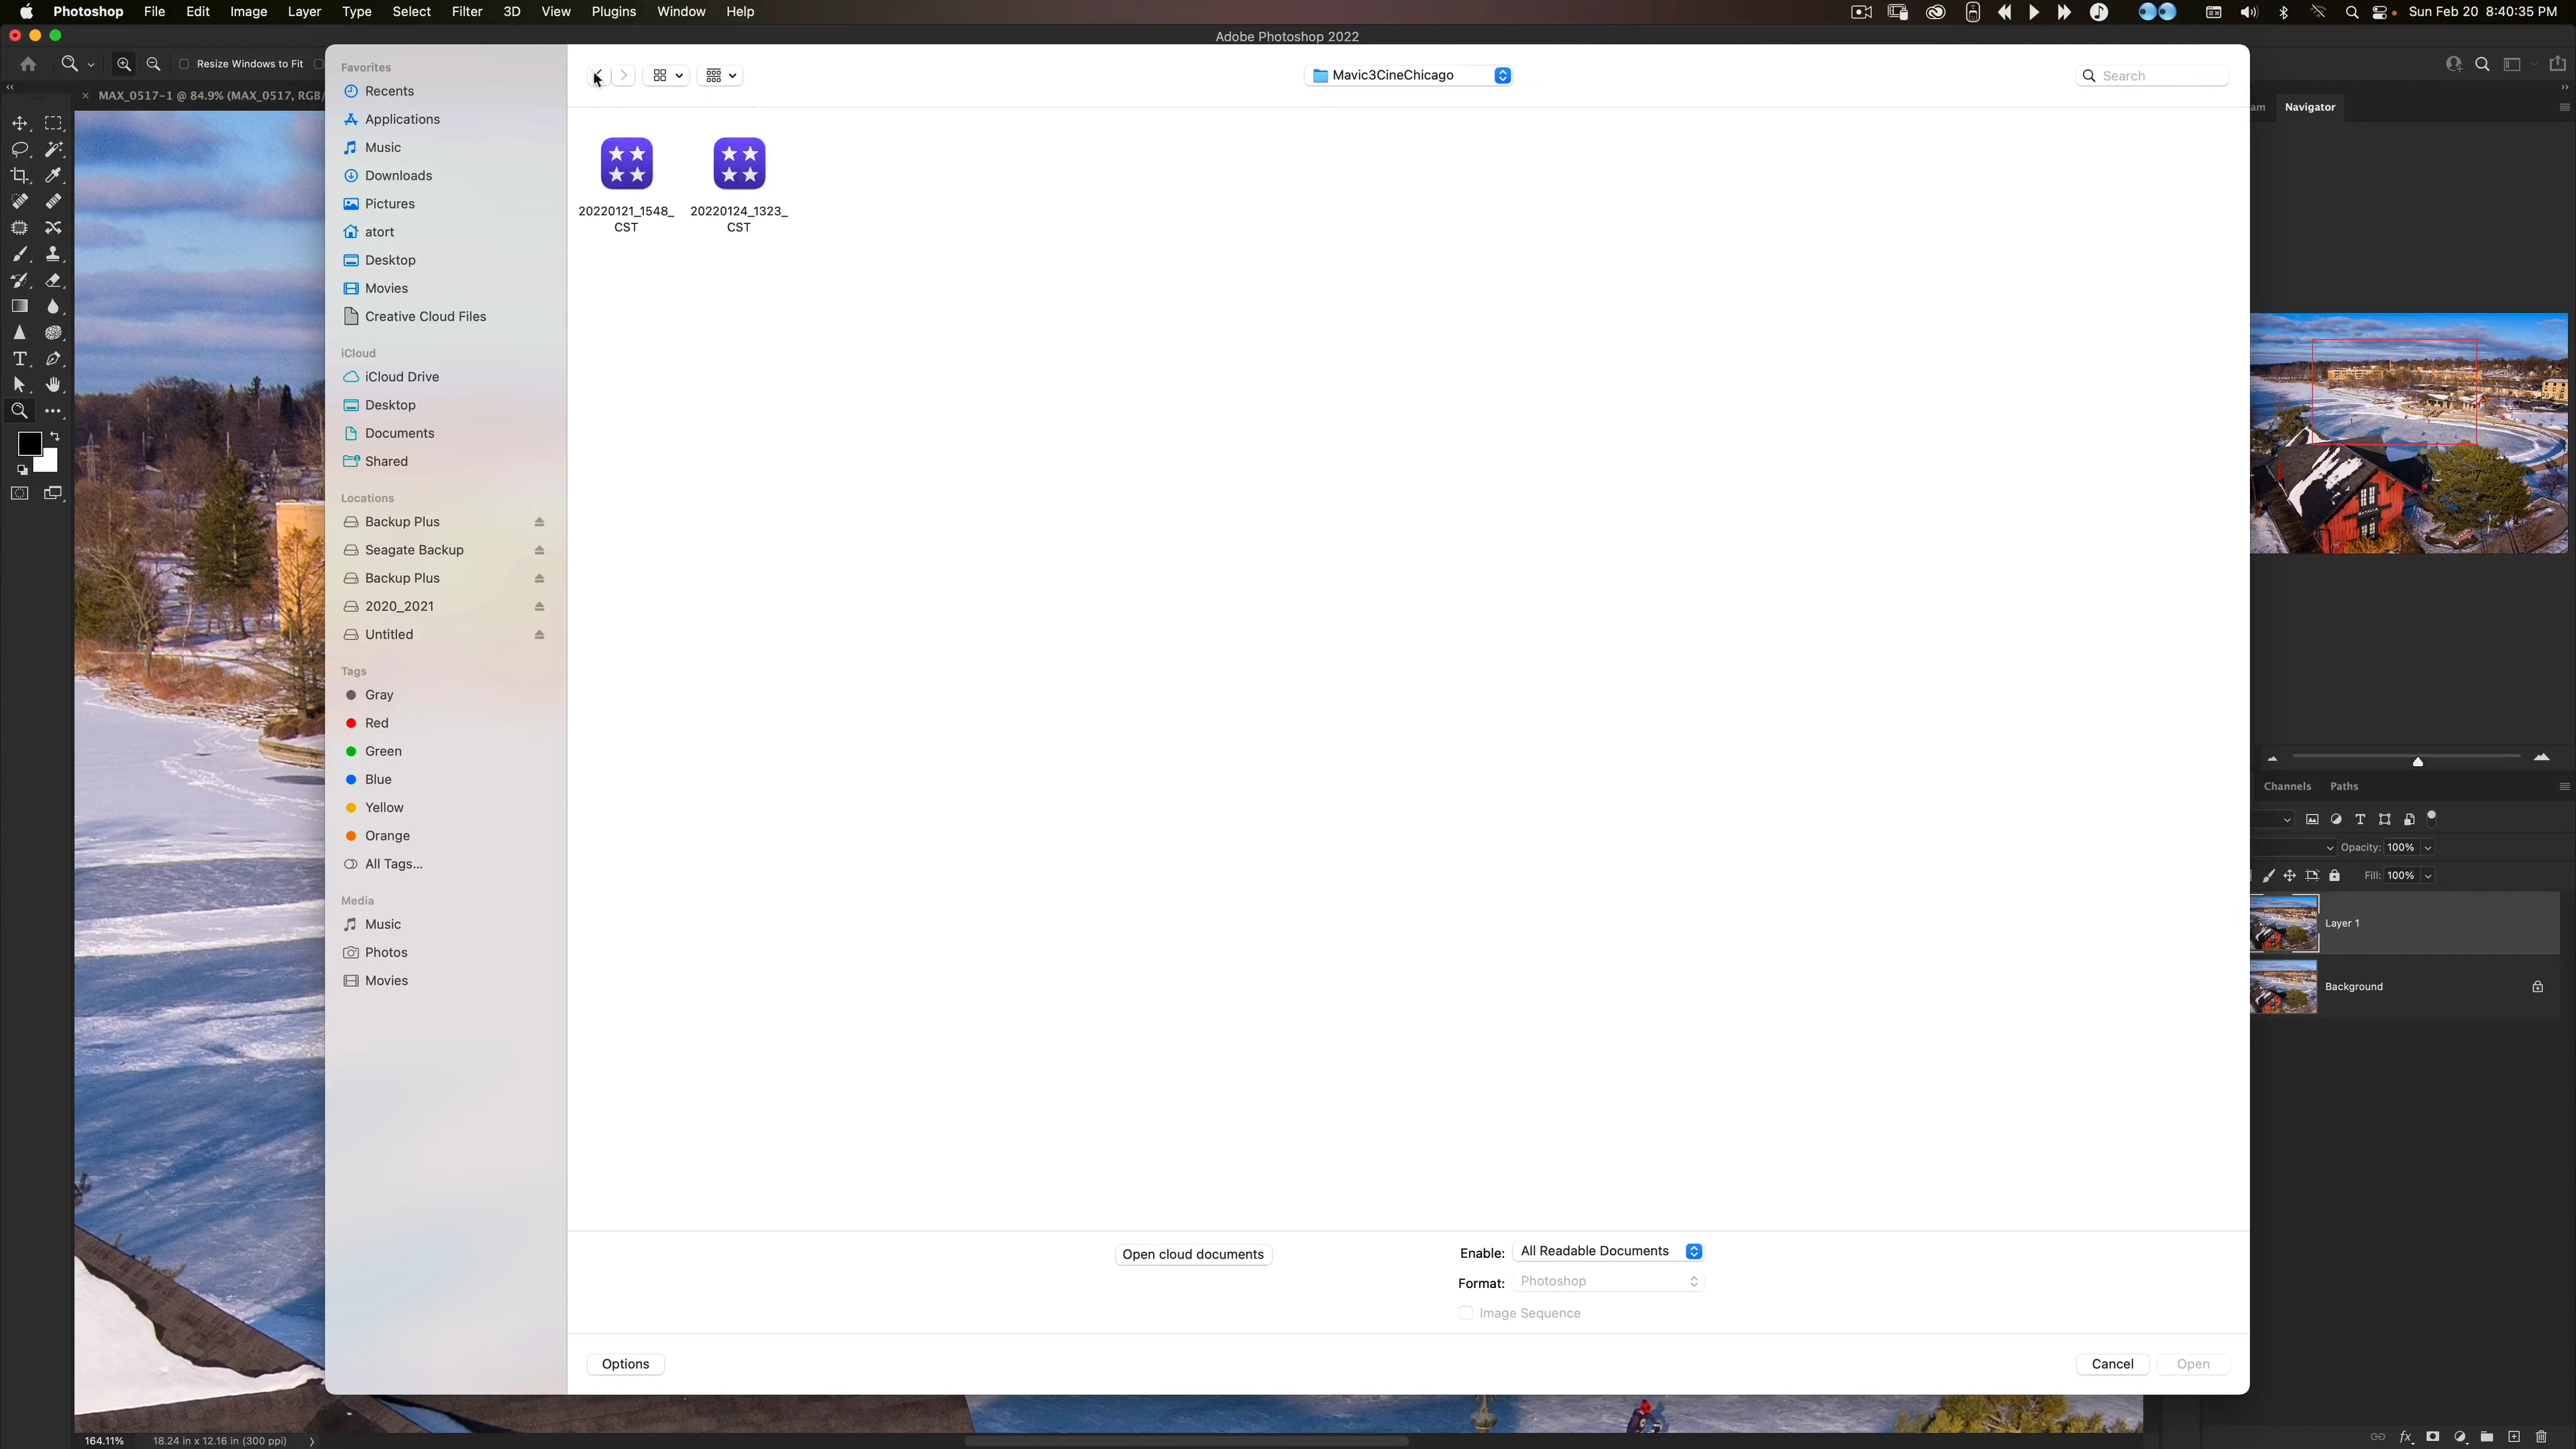 Photoshop File Edit Image Layer Type Select Filter 3D View Plugins Window Help Sun Feb 20 8:40:35 PM
Adobe Photoshop 2022
Resize Windows to Fit
MAX_0517-1 @ 84.9% (MAX_0517, RGB/
Favorites
Recents
Applications
Music
Downloads
Pictures
atort
Desktop
Movies
Creative Cloud Files
iCloud
iCloud Drive
Desktop
Documents
Shared
Locations
Backup Plus
Seagate Backup
Backup Plus
2020_2021
Untitled
Tags
Gray
Red
Green
Blue
Yellow
Orange
All Tags...
Media
Music
Photos
Movies
Mavic3CineChicago
Search
20220121_1548_
CST
20220124_1323_
CST
Open cloud documents
Enable: All Readable Documents
Format: Photoshop
Image Sequence
Options
Cancel
Open
am
Navigator
Channels
Paths
Opacity: 100%
Fill: 100%
Layer 1
Background
164.11%
18.24 in x 12.16 in (300 ppi)